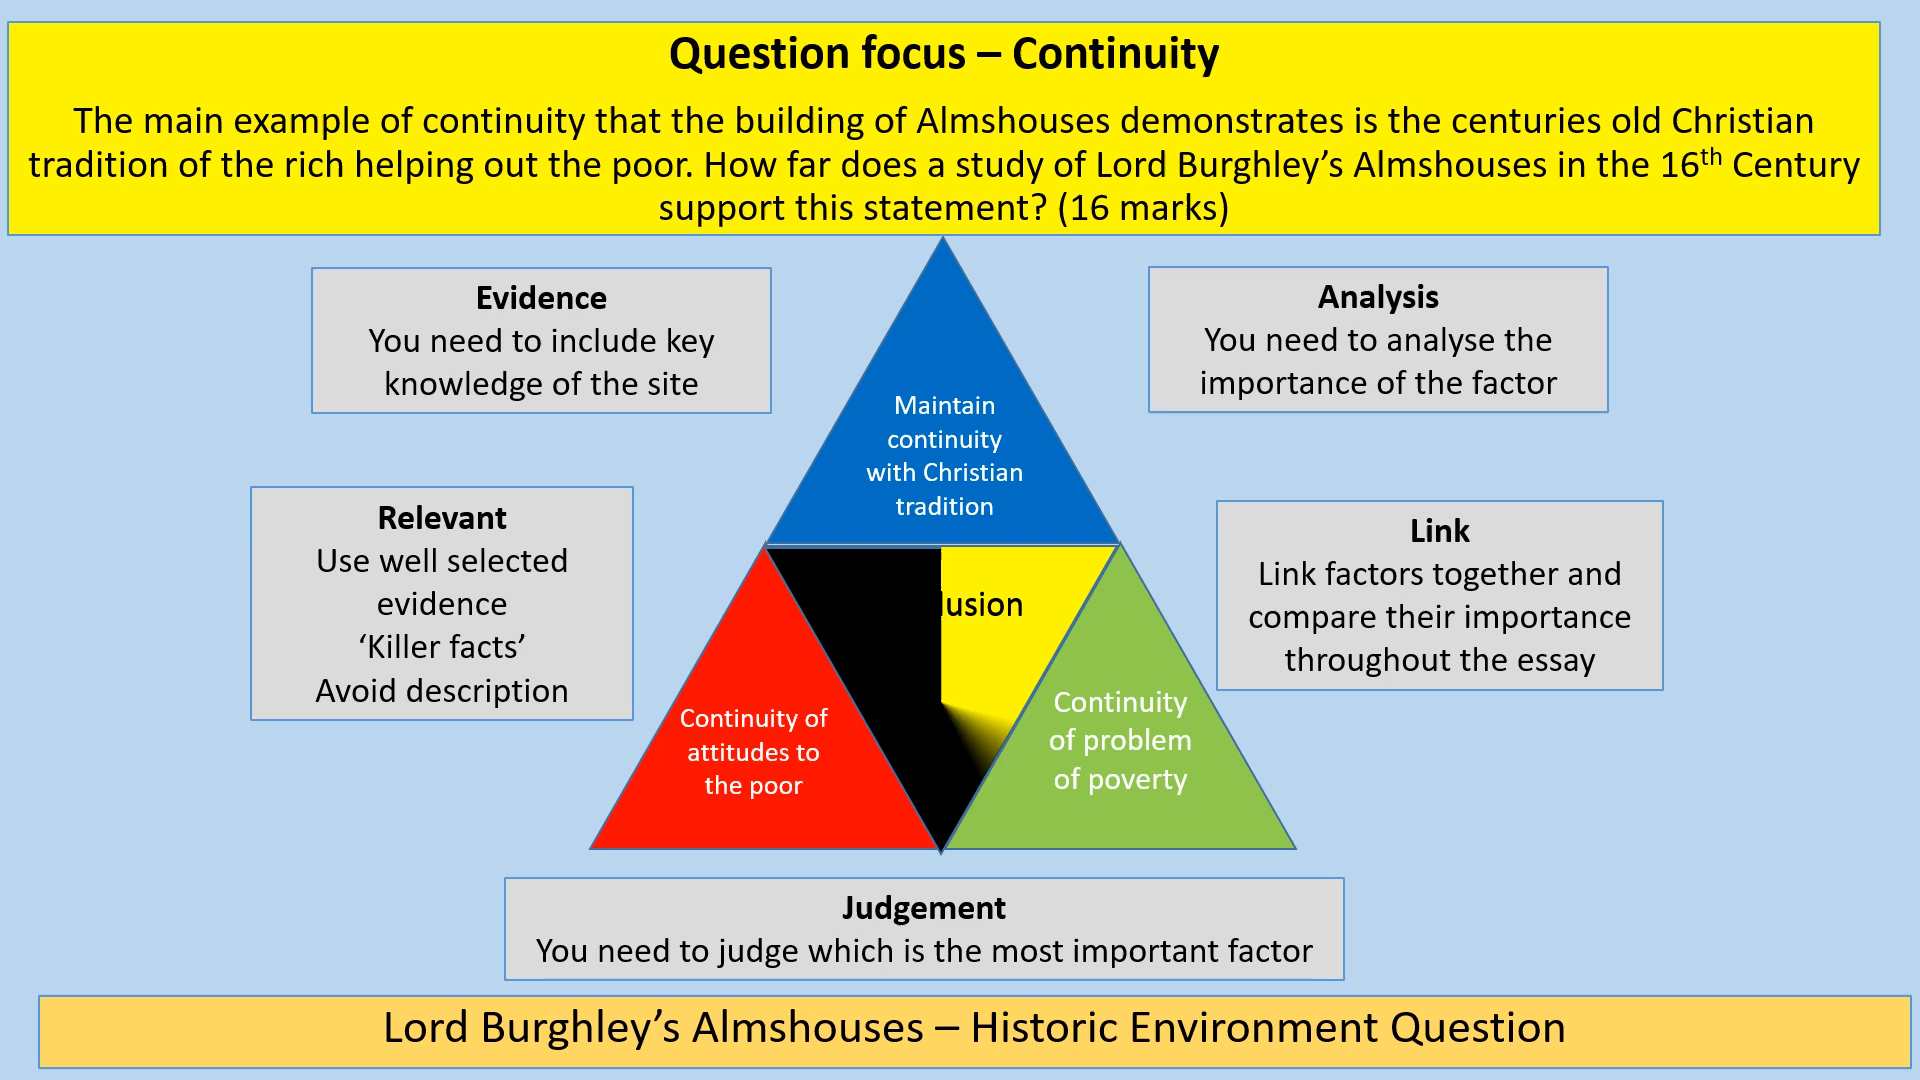 Question focus – Continuity
The main example of continuity that the building of Almshouses demonstrates is the centuries old Christian
tradition of the rich helping out the poor. How far does a study of Lord Burghley’s Almshouses in the 16th Century
support this statement? (16 marks)
Evidence
You need to include key
knowledge of the site
Analysis
You need to analyse the
importance of the factor
Maintain
continuity
with Christian
tradition
Relevant
Use well selected
evidence
‘Killer facts’
Avoid description
Link
Link factors together and
compare their importance
throughout the essay
lusion
Continuity of
attitudes to
the poor
Continuity
of problem
of poverty
Judgement
You need to judge which is the most important factor
Lord Burghley’s Almshouses – Historic Environment Question